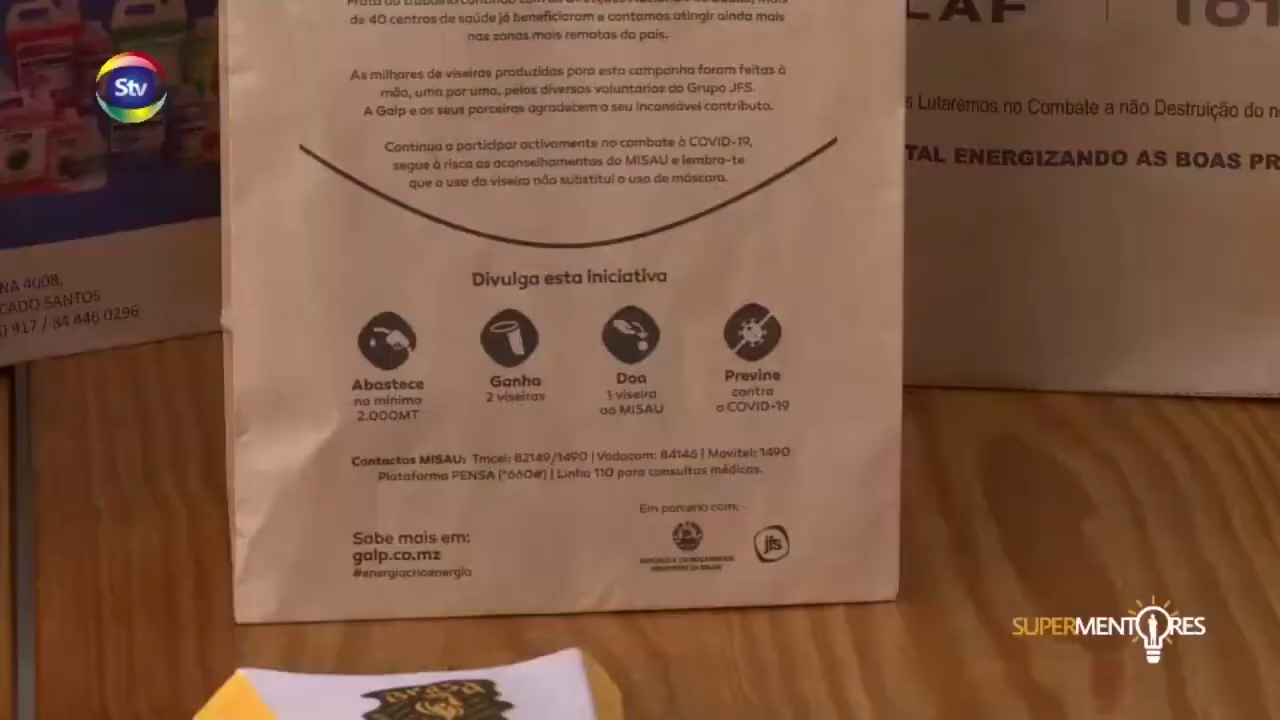 Stv
de 40 centros de saúde já beneficiaram e contamos atingir ainda mais
nas zonas mais remotas do país.
As milhares de viseiras produzidas para esta campanha foram feitas à
mão, uma por uma, pelos diversos voluntarios do Grupo JFS.
A Galp e os seus parceiros agradecem o seu incansável contributo.
Continua a participar activamente no combate à COVID-19,
segue à risca os aconselhamentos do MISAU e lembra-te
que o uso da viseira não substitui o uso de máscara.
Divulga esta iniciativa
Abastece
no mínimo
2.000MT
Ganha
2 viseiras
Doa
1 viseira
ao MISAU
Previne
contra
a COVID-19
Contactos MISAU: Tmcel: 82149/1490 | Vodacom: 84146 | Movitel: 1490
Plataforma PENSA (*660#) | Linha 110 para consultas médicas.
Em parceria com:
Sabe mais em:
galp.co.mz
#energiacriaenergia
REPÚBLICA DE MOÇAMBIQUE
MINISTÉRIO DA SAÚDE
jfs
NA 4008,
CADO SANTOS
917 / 84 446 0296
Lutaremos no Combate a não Destruição do
TAL ENERGIZANDO AS BOAS PR
SUPERMENTORES